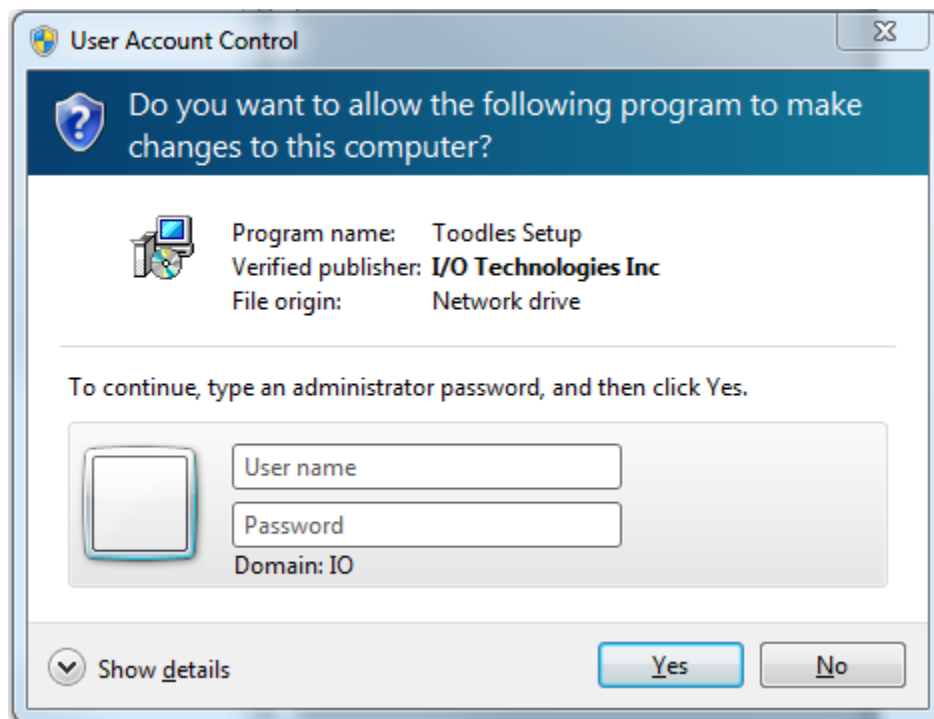 User Account Control
Do you want to allow the following program to make
changes to this computer?
Program name: Toodles Setup
Verified publisher: I/O Technologies Inc
File origin: Network drive
To continue, type an administrator password, and then click Yes.
User name
Password
Domain: IO
Show details Yes No